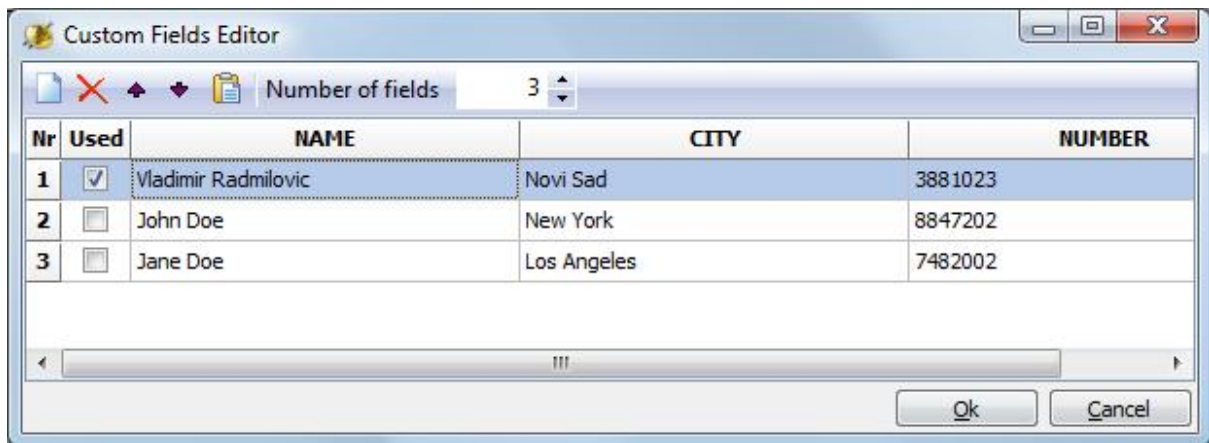 Custom Fields Editor
Number of fields 3
Nr Used NAME CITY NUMBER
1 Vladimir Radmilovic Novi Sad 3881023
2 John Doe New York 8847202
3 Jane Doe Los Angeles 7482002
Ok Cancel